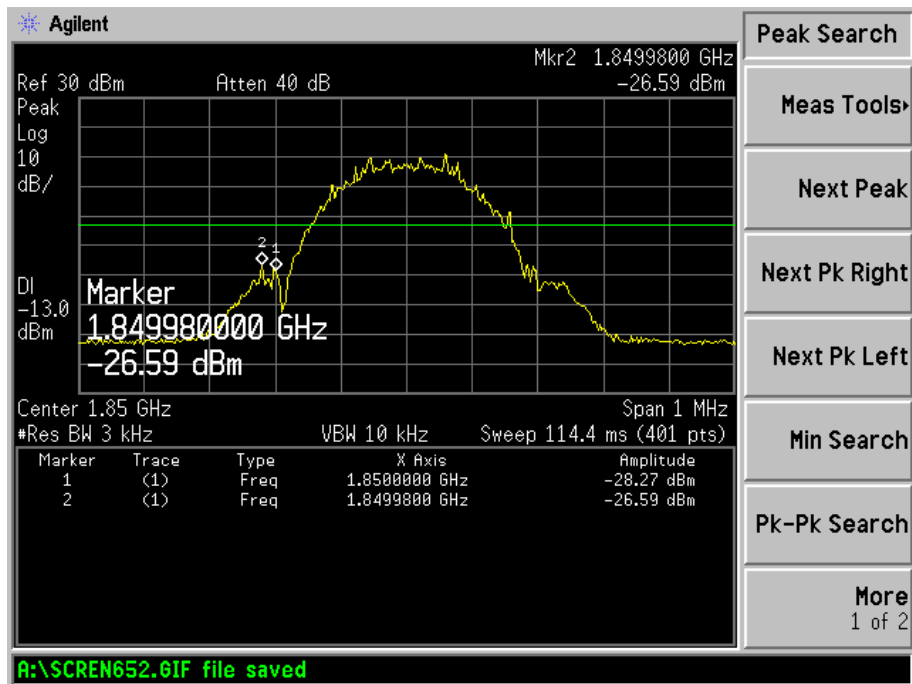 Agilent
Peak Search
Mkr2 1.8499800 GHz
Ref 30 dBm Atten 40 dB -26.59 dBm
Peak
Log
10
dB/
2
1
DI
-13.0
dBm
Marker
1.849980000 GHz
-26.59 dBm
Center 1.85 GHz Span 1 MHz
#Res BW 3 kHz VBW 10 kHz Sweep 114.4 ms (401 pts)
Marker Trace Type X Axis Amplitude
1 (1) Freq 1.8500000 GHz -28.27 dBm
2 (1) Freq 1.8499800 GHz -26.59 dBm
Meas Tools
Next Peak
Next Pk Right
Next Pk Left
Min Search
Pk-Pk Search
More
1 of 2
A:\SCREN652.GIF file saved